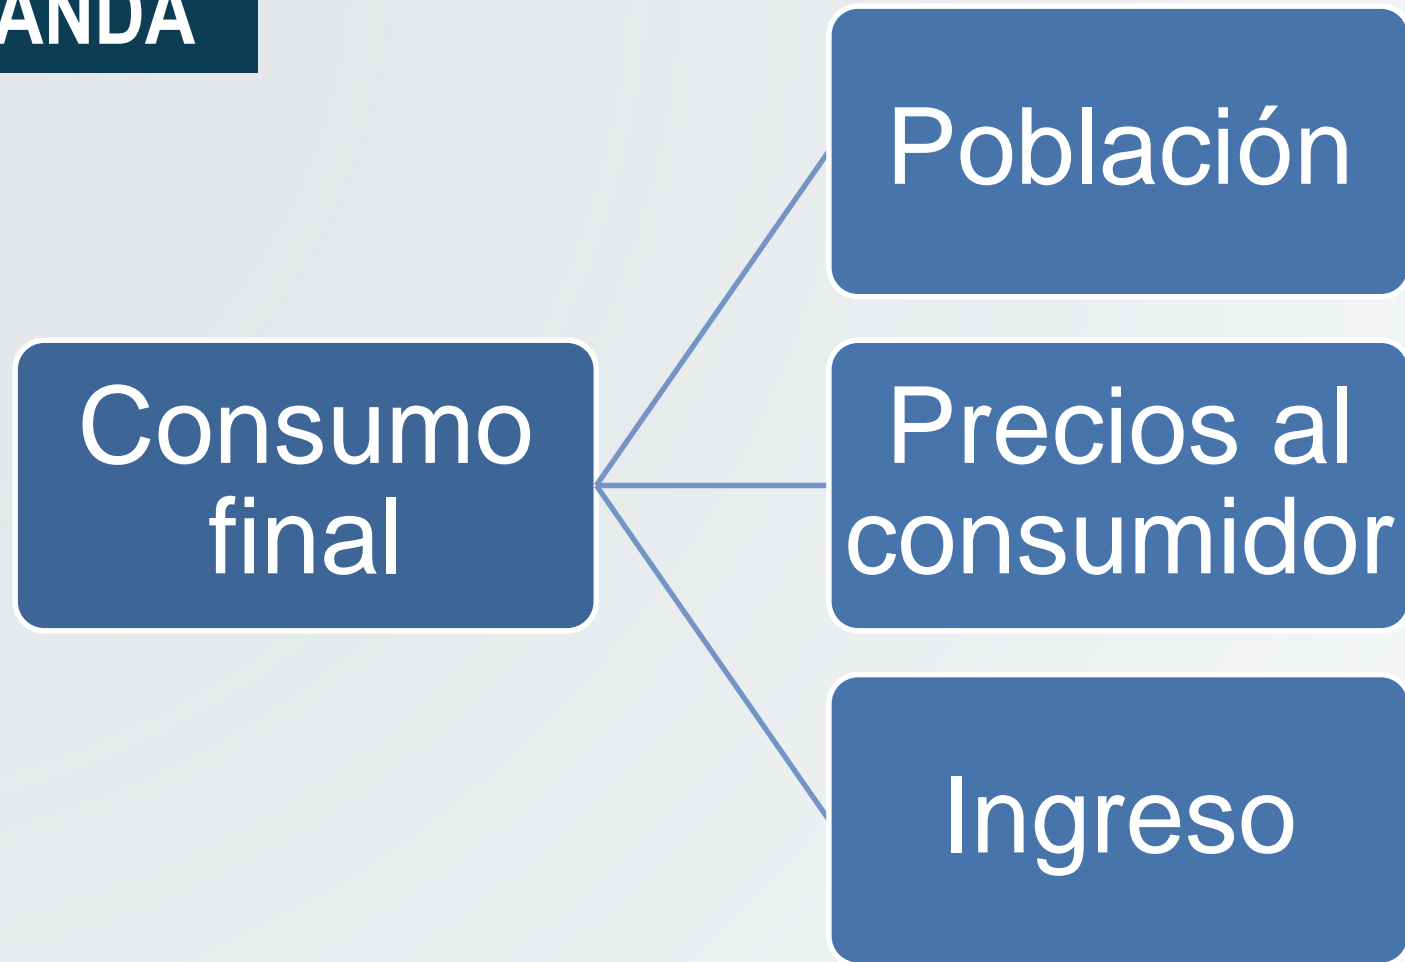 ANDA
Población
Consumo
final
Precios al
consumidor
Ingreso